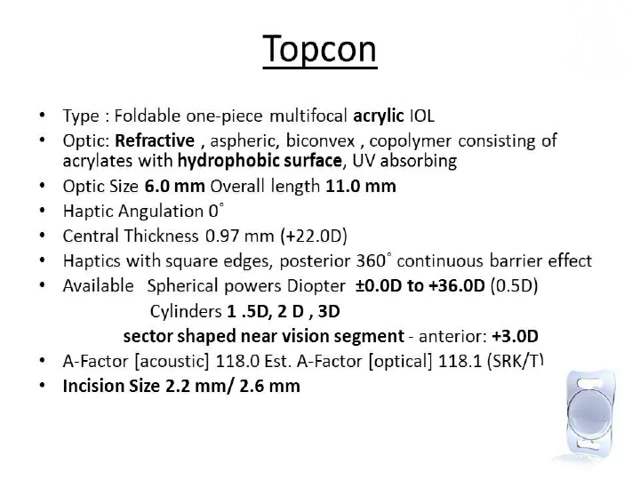 Topcon
• Type : Foldable one-piece multifocal acrylic IOL
• Optic: Refractive , aspheric, biconvex , copolymer consisting of
acrylates with hydrophobic surface, UV absorbing
• Optic Size 6.0 mm Overall length 11.0 mm
• Haptic Angulation 0°
• Central Thickness 0.97 mm (+22.0D)
• Haptics with square edges, posterior 360° continuous barrier effect
• Available Spherical powers Diopter ±0.0D to +36.0D (0.5D)
Cylinders 1 .5D, 2 D , 3D
sector shaped near vision segment - anterior: +3.0D
• A-Factor [acoustic] 118.0 Est. A-Factor [optical] 118.1 (SRK/T)
• Incision Size 2.2 mm/ 2.6 mm